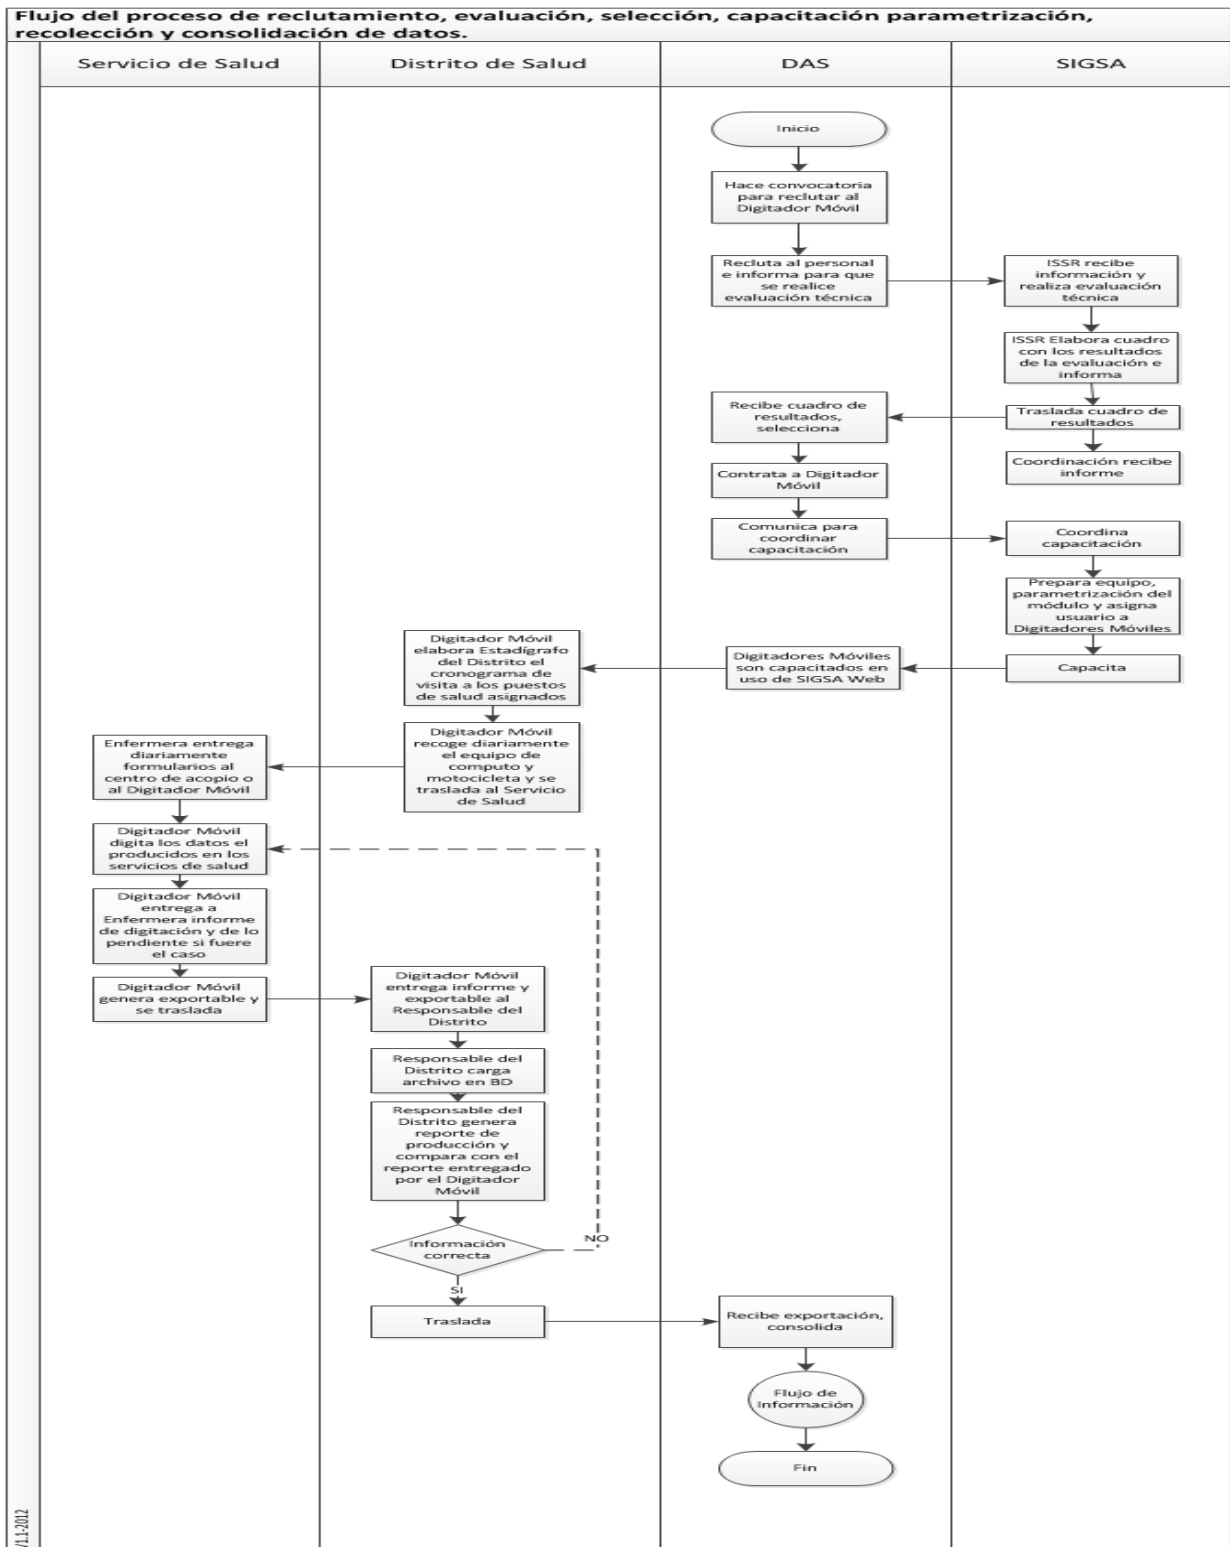 Flujo del proceso de reclutamiento, evaluación, selección, capacitación parametrización,
recolección y consolidación de datos.
Servicio de Salud
Distrito de Salud
DAS
SIGSA
Inicio
Hace convocatoria
para reclutar al
Digitador Móvil
Recluta al personal
e informa para que
se realice
evaluación técnica
ISSR recibe
información y
realiza evaluación
técnica
ISSR Elabora cuadro
con los resultados
de la evaluación e
informa
Traslada cuadro de
resultados
Recibe cuadro de
resultados,
selecciona
Coordinación recibe
informe
Contrata a Digitador
Móvil
Comunica para
coordinar
capacitación
Coordina
capacitación
Prepara equipo,
parametrización del
módulo y asigna
usuario a
Digitadores Móviles
Capacita
Digitadores Móviles
son capacitados en
uso de SIGSA Web
Digitador Móvil
elabora Estadígrafo
del Distrito el
cronograma de
visita a los puestos
de salud asignados
Digitador Móvil
recoge diariamente
el equipo de
computo y
motocicleta y se
traslada al Servicio
de Salud
Enfermera entrega
diariamente
formularios al
centro de acopio o
al Digitador Móvil
Digitador Móvil
digita los datos el
producidos en los
servicios de salud
Digitador Móvil
entrega a
Enfermera informe
de digitación y de lo
pendiente si fuere
el caso
Digitador Móvil
genera exportable y
se traslada
Digitador Móvil
entrega informe y
exportable al
Responsable del
Distrito
Responsable del
Distrito carga
archivo en BD
Responsable del
Distrito genera
reporte de
producción y
compara con el
reporte entregado
por el Digitador
Móvil
Información
correcta
NO
SI
Traslada
Recibe exportación,
consolida
Flujo de
Información
Fin
V1.1-2012